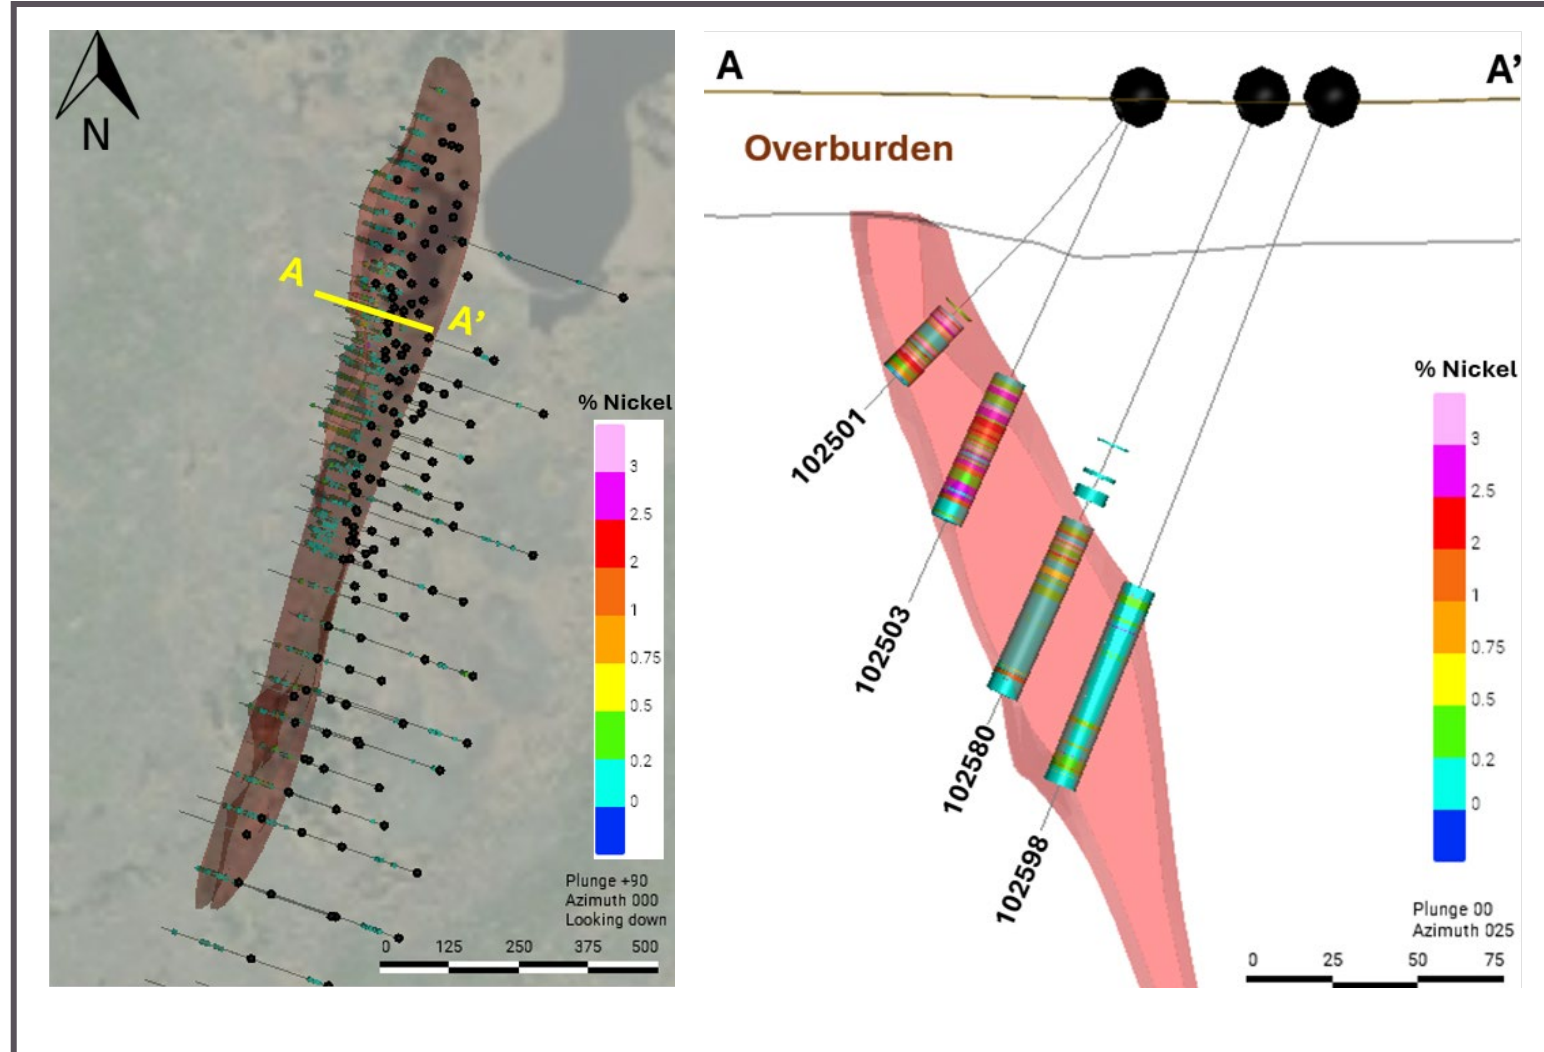 N
A
A'
% Nickel
3
2.5
2
1
0.75
0.5
0.2
0
Plunge +90
Azimuth 000
Looking down
0 125 250 375 500
A
A'
Overburden
102501
102503
102580
102598
% Nickel
3
2.5
2
1
0.75
0.5
0.2
0
Plunge 00
Azimuth 025
0 25 50 75